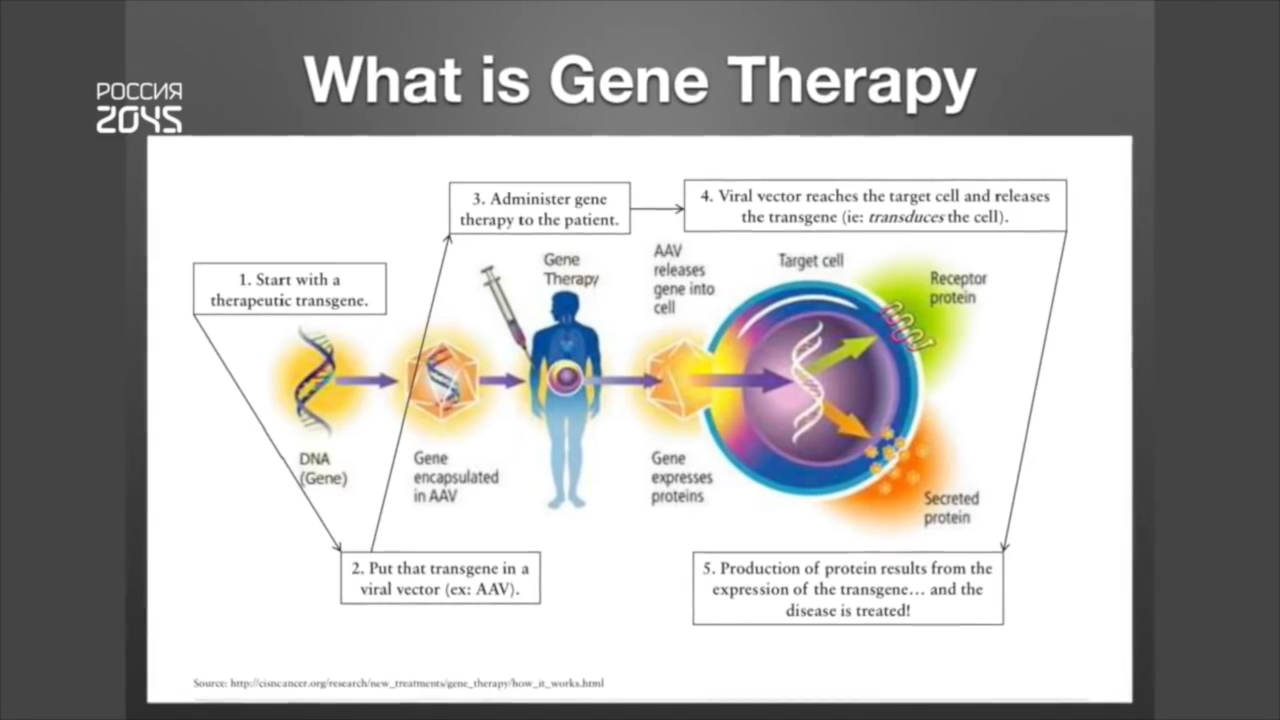 РОССИЯ
2045
What is Gene Therapy
3. Administer gene
therapy to the patient.
4. Viral vector reaches the target cell and releases
the transgene (ie: transduces the cell).
1. Start with a
therapeutic transgene.
Gene
Therapy
AAV
releases
gene into
cell
Target cell
Receptor
protein
DNA
(Gene)
Gene
encapsulated
in AAV
Gene
expresses
proteins
Secreted
protein
2. Put that transgene in a
viral vector (ex: AAV).
5. Production of protein results from the
expression of the transgene... and the
disease is treated!
Source: http://cisncancer.org/research/new_treatments/gene_therapy/how_it_works.html